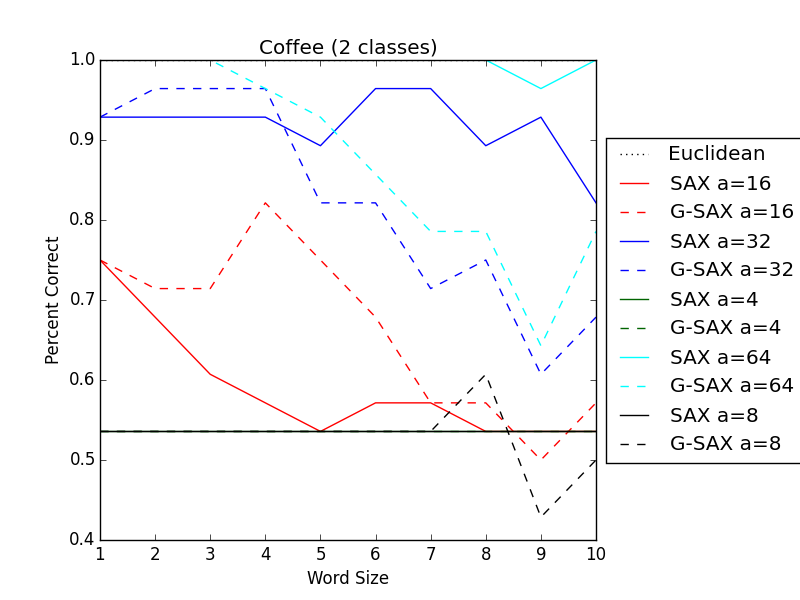 Coffee (2 classes)
1.0
0.9
0.8
0.7
0.6
0.5
0.4
Percent Correct
1 2 3 4 5 6 7 8 9 10
Word Size
Euclidean
SAX a=16
G-SAX a=16
SAX a=32
G-SAX a=32
SAX a=4
G-SAX a=4
SAX a=64
G-SAX a=64
SAX a=8
G-SAX a=8